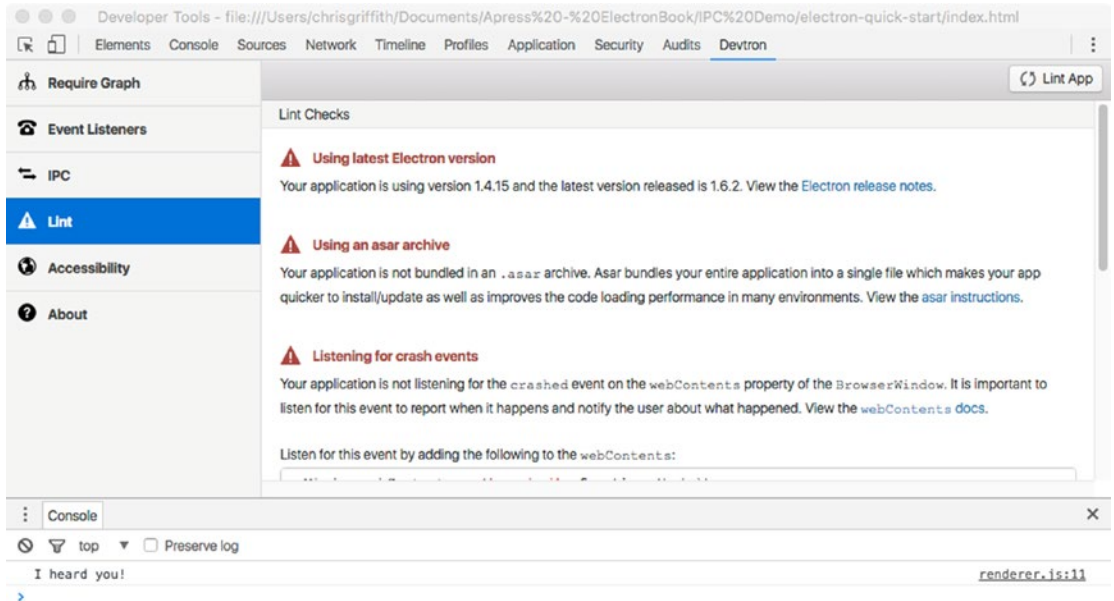 Developer Tools - file:///Users/chrisgriffith/Documents/Apress%20-%20ElectronBook/IPC%20Demo/electron-quick-start/index.html
Elements Console Sources Network Timeline Profiles Application Security Audits Devtron
Require Graph
Event Listeners
IPC
Lint
Accessibility
About
Lint App
Lint Checks
Using latest Electron version
Your application is using version 1.4.15 and the latest version released is 1.6.2. View the Electron release notes.
Using an asar archive
Your application is not bundled in an .asar archive. Asar bundles your entire application into a single file which makes your app
quicker to install/update as well as improves the code loading performance in many environments. View the asar instructions.
Listening for crash events
Your application is not listening for the crashed event on the webContents property of the BrowserWindow. It is important to
listen for this event to report when it happens and notify the user about what happened. View the webContents docs.
Listen for this event by adding the following to the webContents:
Console
top Preserve log
I heard you! renderer.js:11